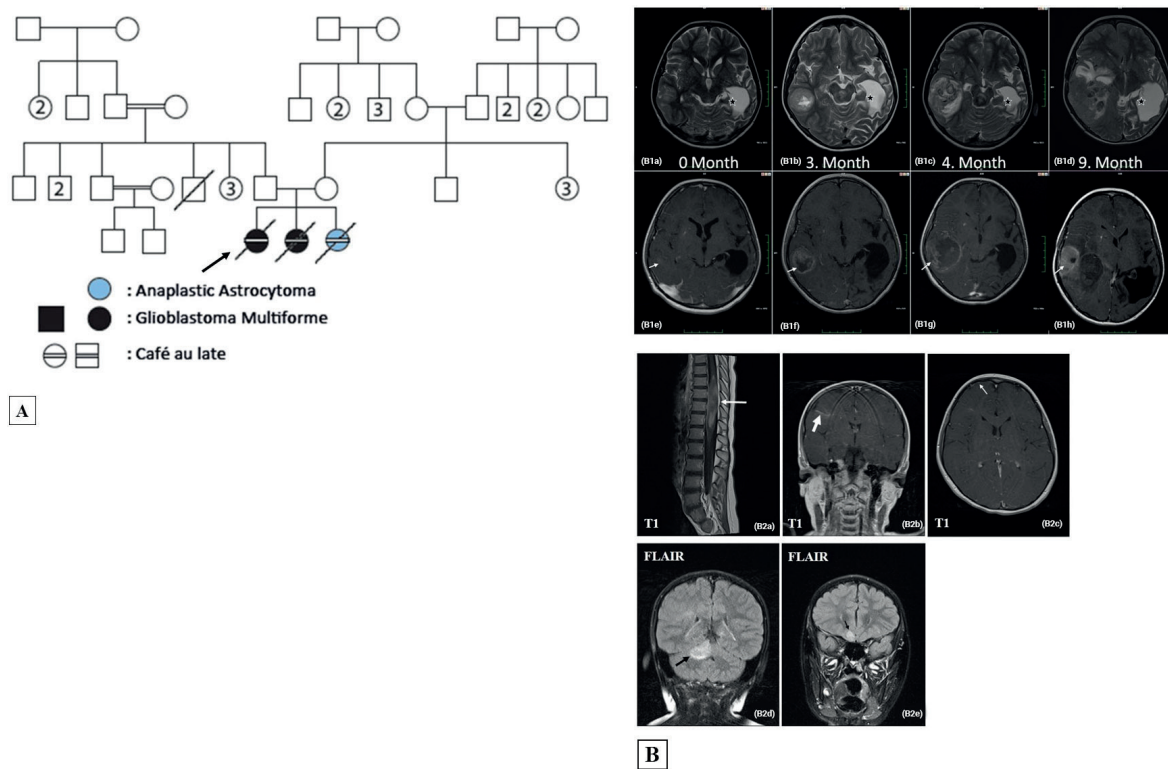 2
2
3
2
2
2
3
3
: Anaplastic Astrocytoma
: Glioblastoma Multiforme
: Café au late
A
(B1a)
0 Month
(B1b)
3. Month
(B1c)
4. Month
(B1d)
9. Month
(B1e)
(B1f)
(B1g)
(B1h)
T1
(B2a)
T1
(B2b)
T1
(B2c)
FLAIR
(B2d)
FLAIR
(B2e)
B